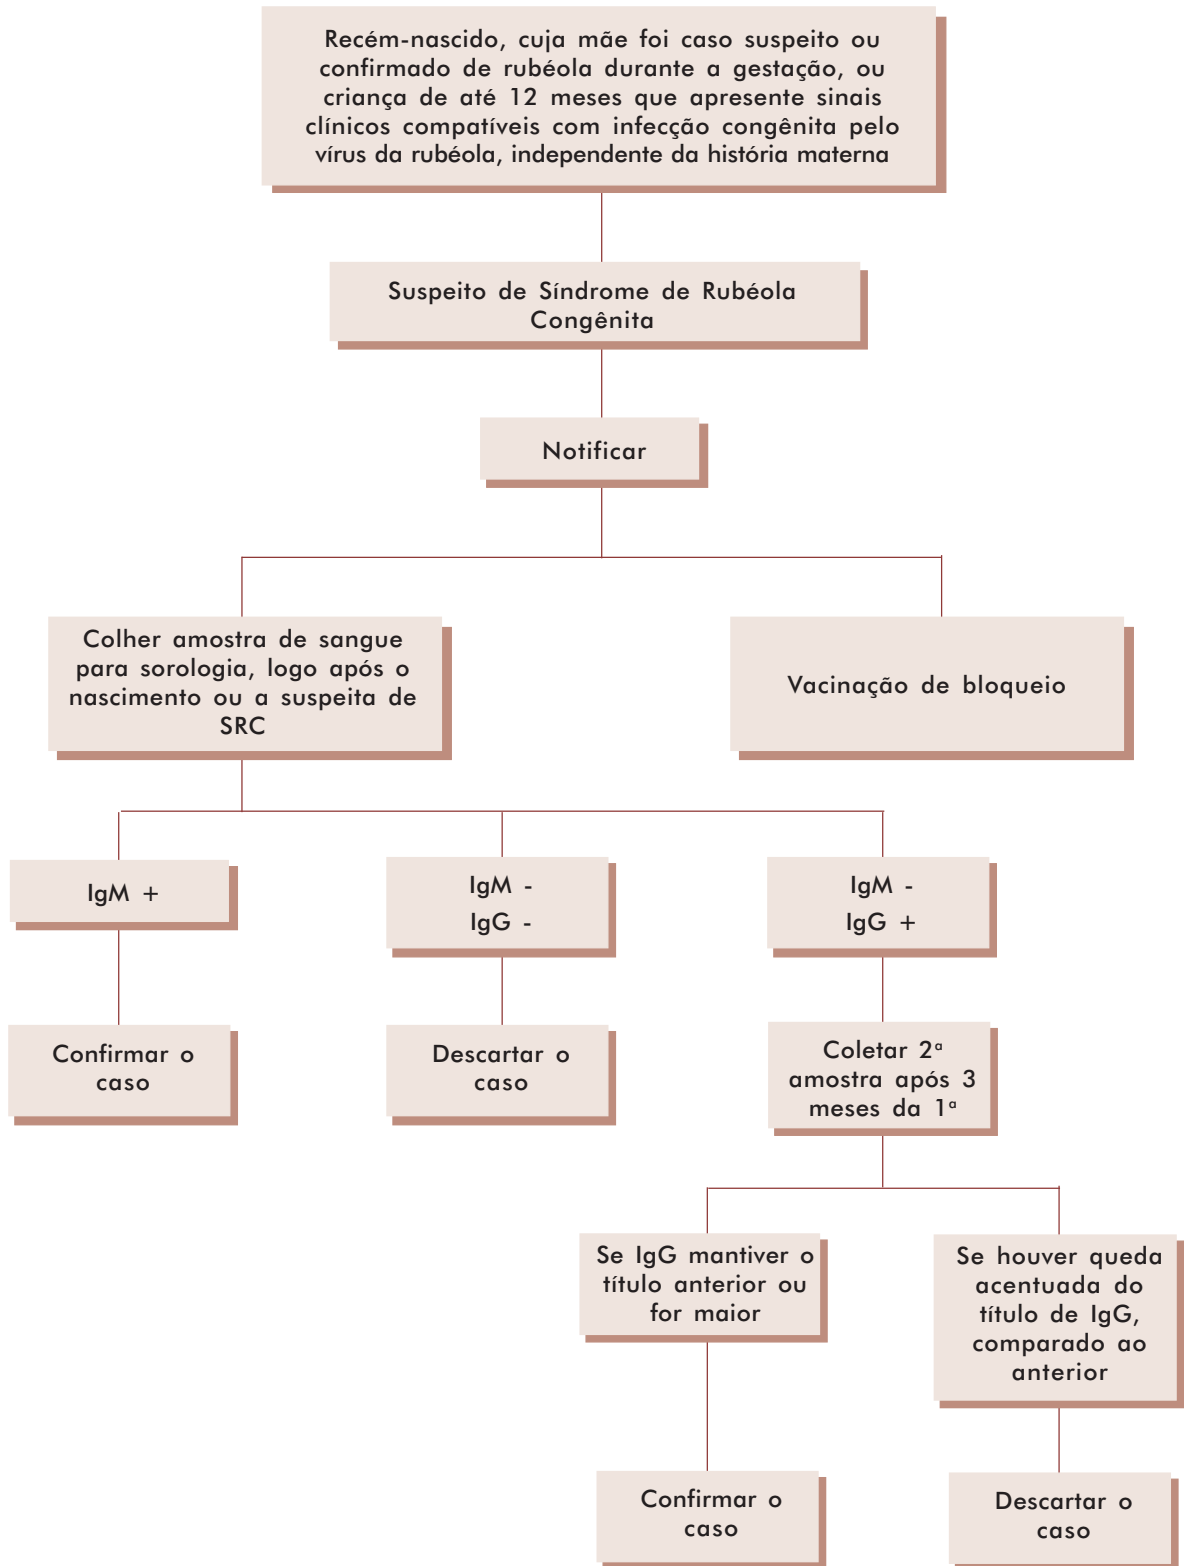 Recém-nascido, cuja mãe foi caso suspeito ou
confirmado de rubéola durante a gestação, ou
criança de até 12 meses que apresente sinais
clínicos compatíveis com infecção congênita pelo
vírus da rubéola, independente da história materna
Suspeito de Síndrome de Rubéola
Congênita
Notificar
Colher amostra de sangue
para sorologia, logo após o
nascimento ou a suspeita de
SRC
Vacinação de bloqueio
IgM +
IgM -
IgG -
IgM -
IgG +
Confirmar o
caso
Descartar o
caso
Coletar 2ª
amostra após 3
meses da 1ª
Se IgG mantiver o
título anterior ou
for maior
Se houver queda
acentuada do
título de IgG,
comparado ao
anterior
Confirmar o
caso
Descartar o
caso